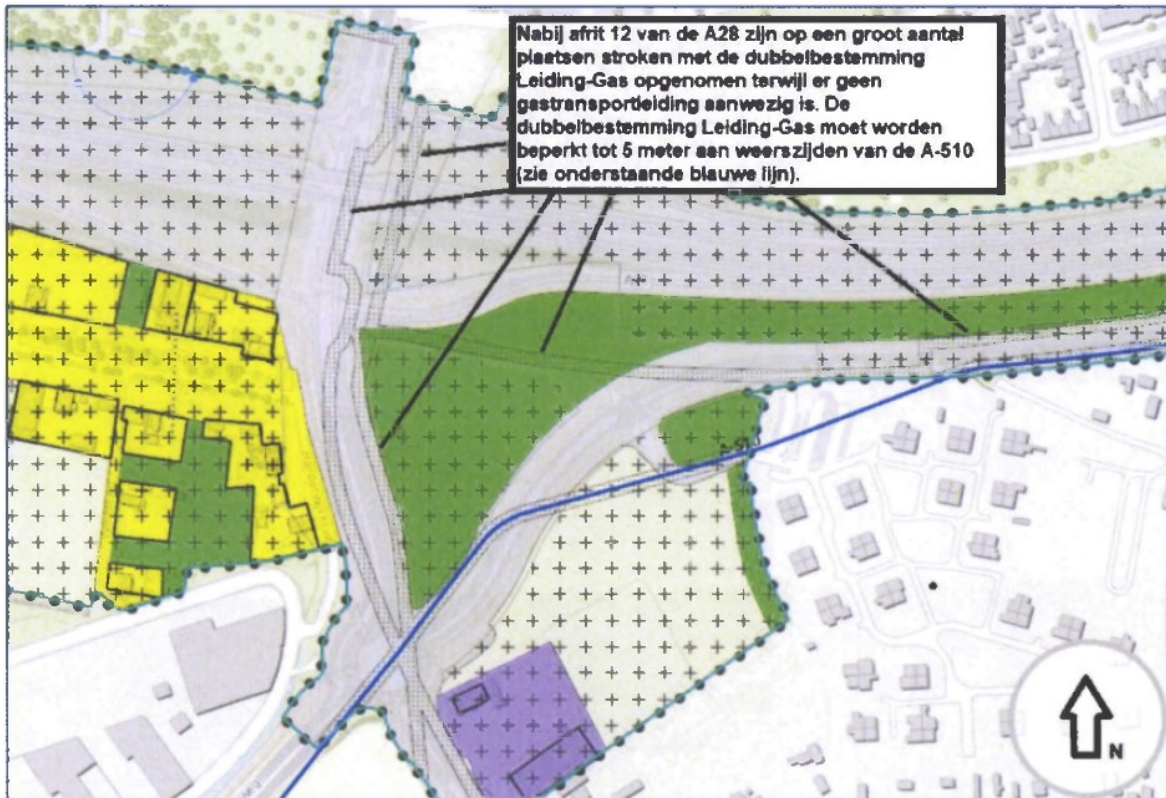 Nabij afrit 12 van de A28 zijn op een groot aantal
plaatsen stroken met de dubbelbestemming
Leiding-Gas opgenomen terwijl er geen
gastransportleiding aanwezig is. De
dubbelbestemming Leiding-Gas moet worden
beperkt tot 5 meter aan weerszijden van de A-510
(zie onderstaande blauwe lijn).
N